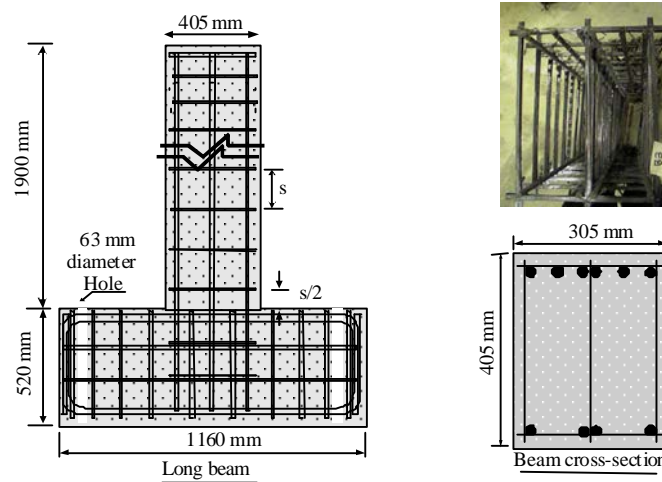 405 mm
1900 mm
s
63 mm
diameter
Hole
s/2
520 mm
1160 mm
Long beam
305 mm
405 mm
Beam cross-section